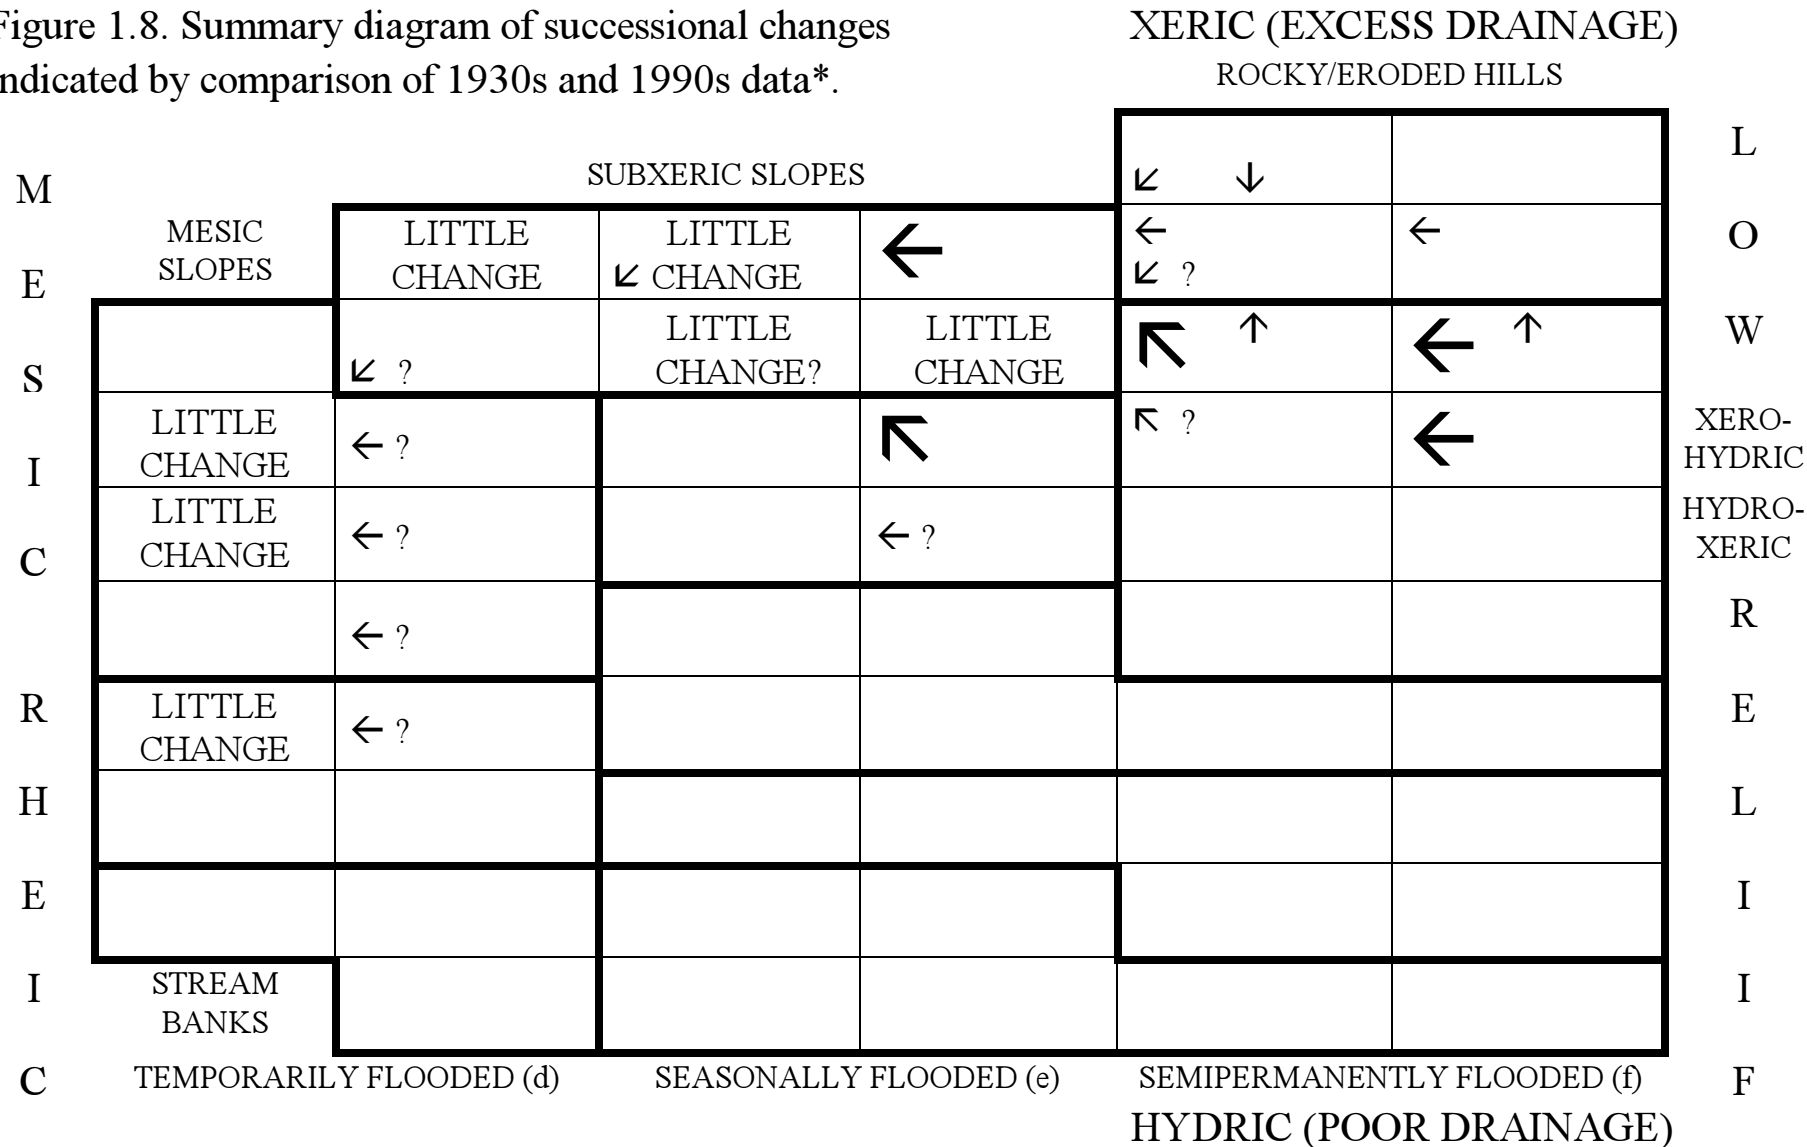 Figure 1.8. Summary diagram of successional changes
indicated by comparison of 1930s and 1990s data*.
XERIC (EXCESS DRAINAGE)
ROCKY/ERODED HILLS
SUBXERIC SLOPES
MESIC
SLOPES
M
E
S
I
C
R
H
E
I
C
↙ ↓
LITTLE
CHANGE
LITTLE
↙ CHANGE
←
←
↙ ?
←
↙ ?
LITTLE
CHANGE?
LITTLE
CHANGE
↖ ↑
← ↑
LITTLE
CHANGE
← ?
↖
↖ ?
←
LITTLE
CHANGE
← ?
← ?
← ?
LITTLE
CHANGE
← ?
L
O
W
XERO-
HYDRIC
HYDRO-
XERIC
R
E
L
I
I
F
STREAM
BANKS
TEMPORARILY FLOODED (d)
SEASONALLY FLOODED (e)
SEMIPERMANENTLY FLOODED (f)
HYDRIC (POOR DRAINAGE)